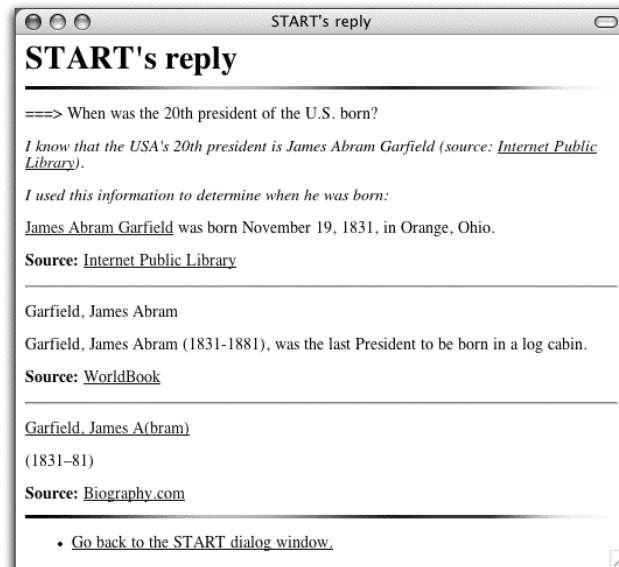 START's reply
START's reply
===> When was the 20th president of the U.S. born?
I know that the USA's 20th president is James Abram Garfield (source: Internet Public
Library).
I used this information to determine when he was born:
James Abram Garfield was born November 19, 1831, in Orange, Ohio.
Source: Internet Public Library
Garfield, James Abram
Garfield, James Abram (1831-1881), was the last President to be born in a log cabin.
Source: WorldBook
Garfield, James A(bram)
(1831–81)
Source: Biography.com
• Go back to the START dialog window.